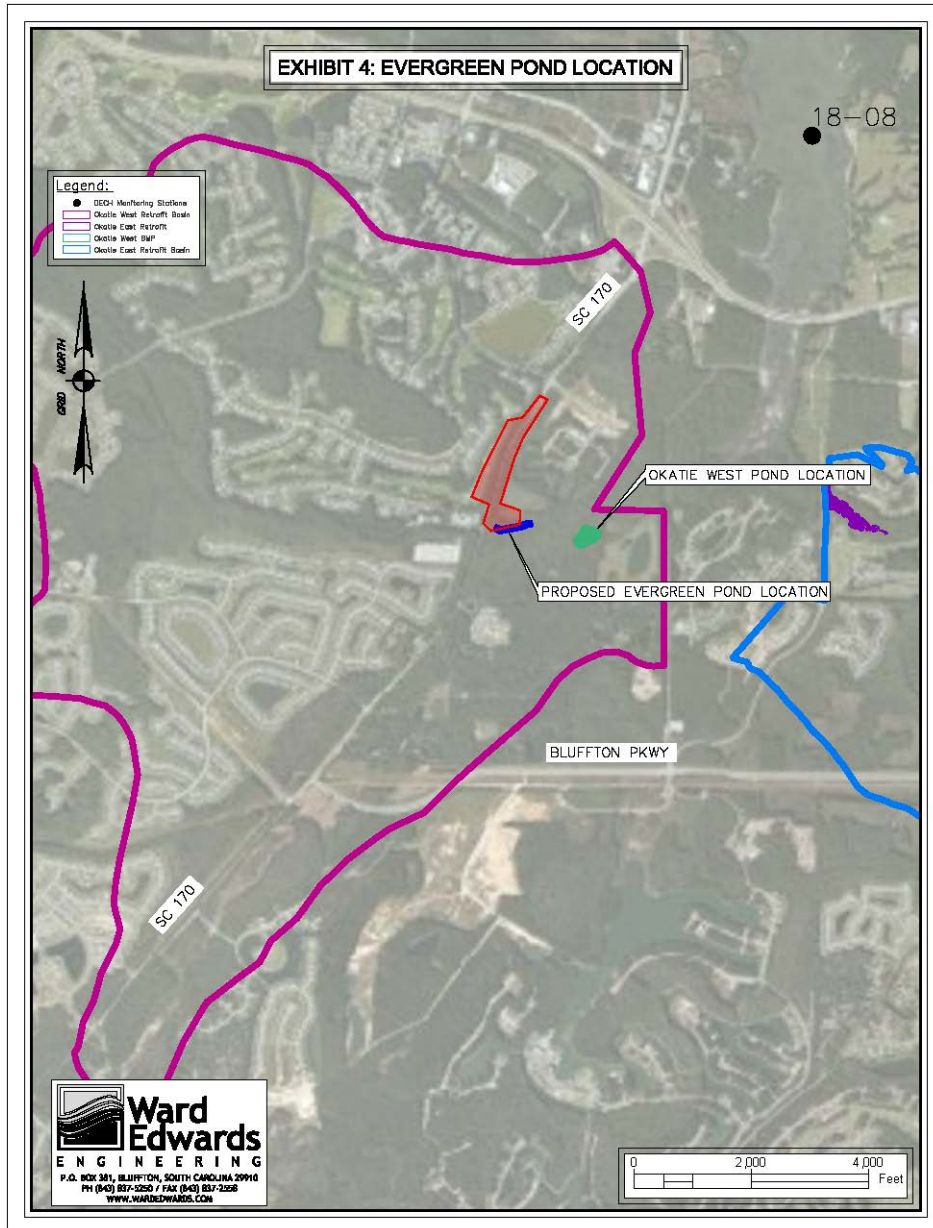 EXHIBIT 4: EVERGREEN POND LOCATION
18-08
Legend:
DECH Monitoring Stations
Okatie West Retrofit Basin
Okatie East Retrofit
Okatie West BMP
Okatie East Retrofit Basin
SC 170
GRID NORTH
OKATIE WEST POND LOCATION
PROPOSED EVERGREEN POND LOCATION
BLUFFTON PKWY
SC 170
Ward
Edwards
ENGINEERING
P.O. BOX 381, BLUFFTON, SOUTH CAROLINA 29910
PH (843) 837-5250 / FAX (843) 837-2558
WWW.WARDEDWARDS.COM
0 2,000 4,000
Feet